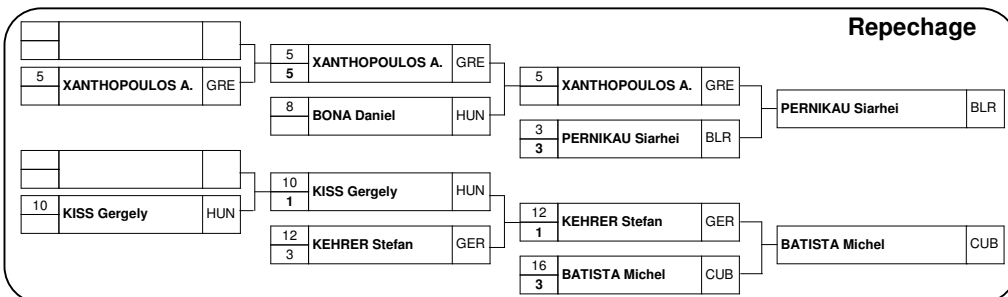 Repechage
5
XANTHOPOULOS A. GRE
5
5
XANTHOPOULOS A. GRE
8
BONA Daniel HUN
5
XANTHOPOULOS A. GRE
3
3
PERNIKAU Siarhei BLR
PERNIKAU Siarhei BLR
10
KISS Gergely HUN
10
1
KISS Gergely HUN
12
3
KEHRER Stefan GER
12
1
KEHRER Stefan GER
16
3
BATISTA Michel CUB
BATISTA Michel CUB